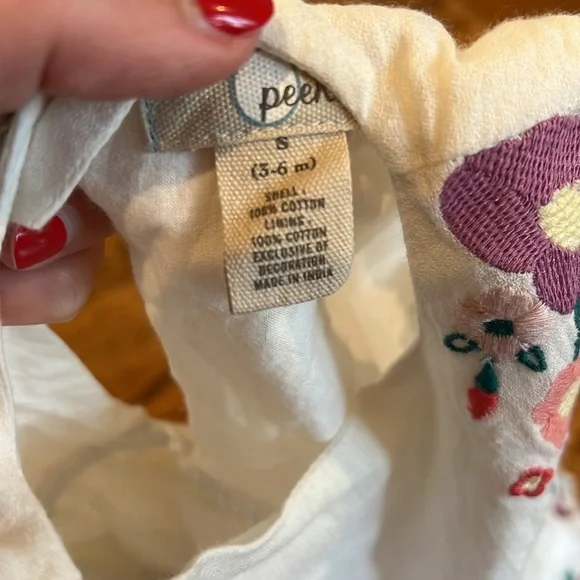 peek
S
(3-6 m)
SHELL:
100% COTTON
LINING:
100% COTTON
EXCLUSIVE OF
DECORATION
MADE IN INDIA